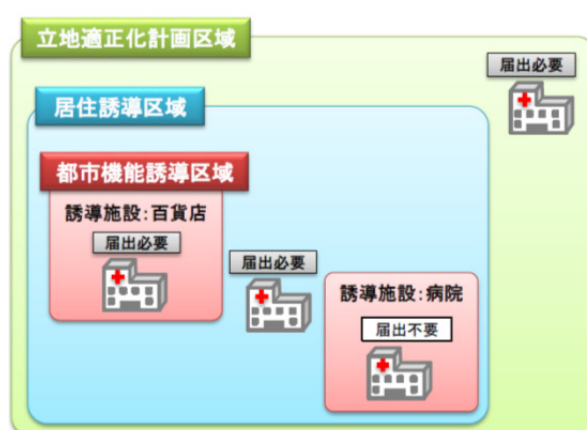 立地適正化計画区域
届出必要
居住誘導区域
都市機能誘導区域
誘導施設:百貨店
届出必要
届出必要
誘導施設:病院
届出不要